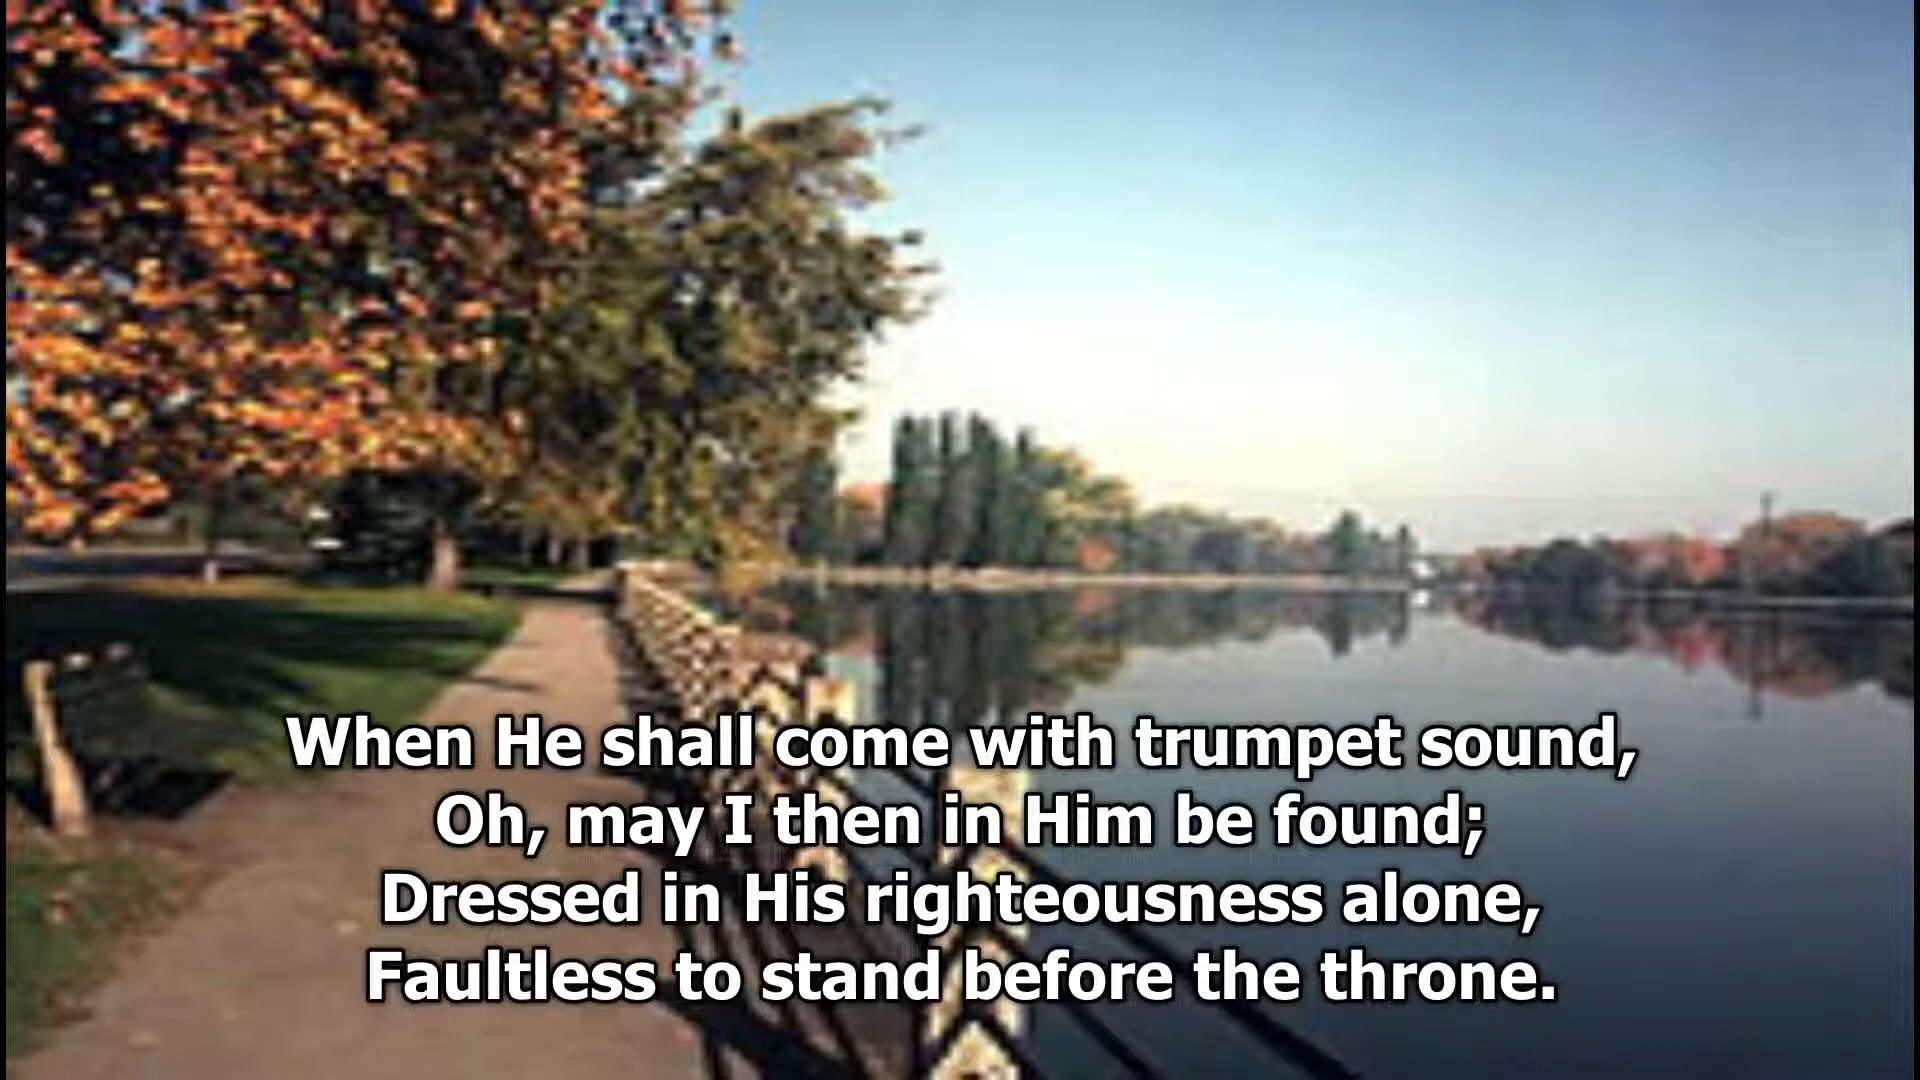 When He shall come with trumpet sound,
Oh, may I then in Him be found;
Dressed in His righteousness alone,
Faultless to stand before the throne.